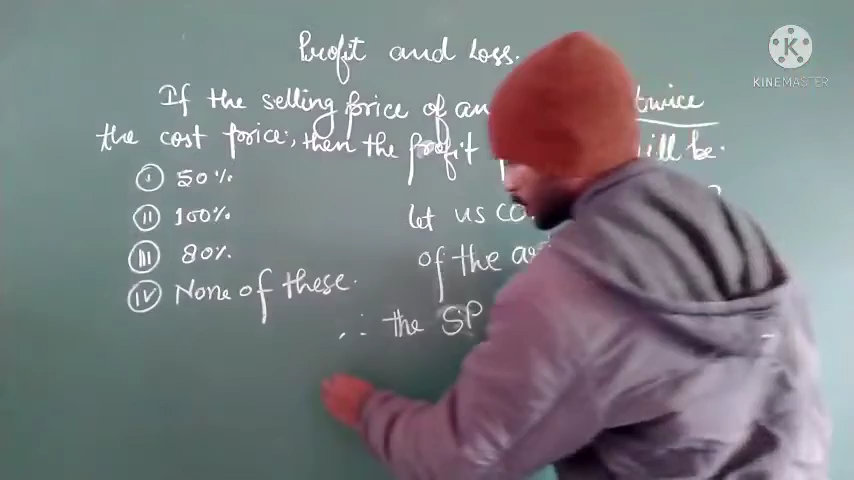 Profit and Loss.
If the selling price of an twice
the cost price, then the profit will be.
I 50%
II 100%
III 80%
IV None of these.
let us
of the
∴ the SP
K
KINEMASTER